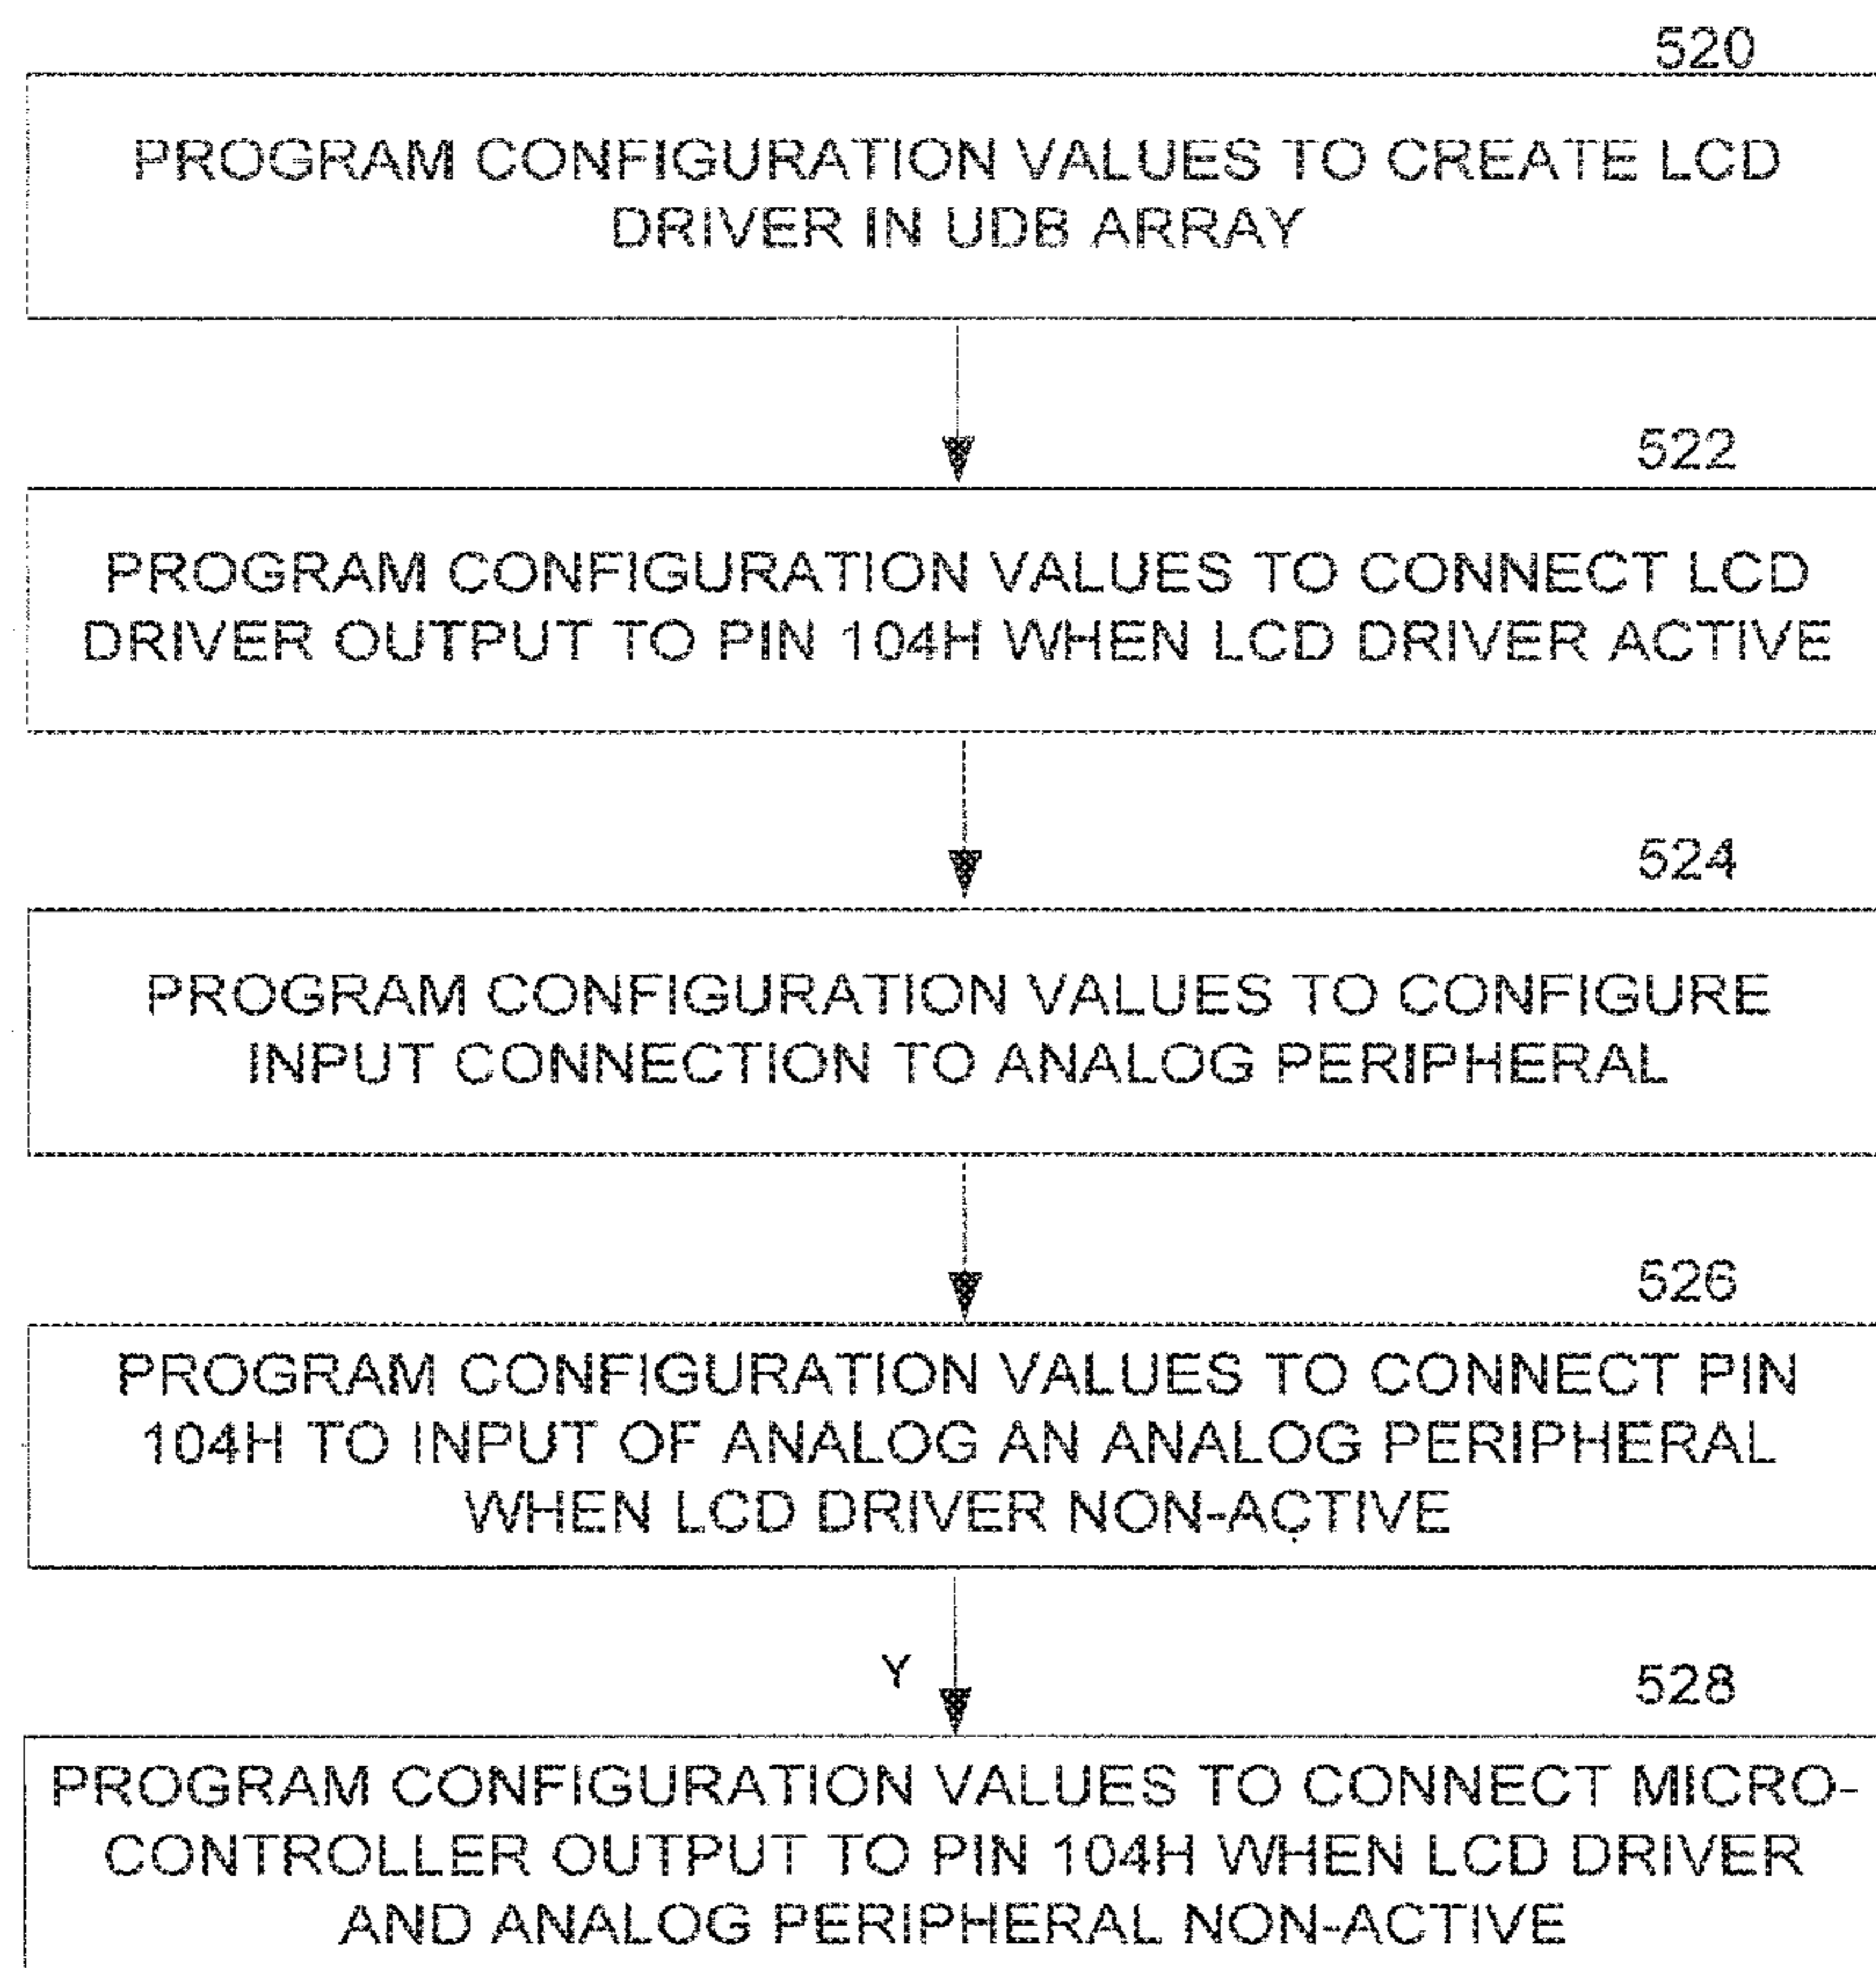 520
PROGRAM CONFIGURATION VALUES TO CREATE LCD
DRIVER IN UDB ARRAY
522
PROGRAM CONFIGURATION VALUES TO CONNECT LCD
DRIVER OUTPUT TO PIN 104H WHEN LCD DRIVER ACTIVE
524
PROGRAM CONFIGURATION VALUES TO CONFIGURE
INPUT CONNECTION TO ANALOG PERIPHERAL
526
PROGRAM CONFIGURATION VALUES TO CONNECT PIN
104H TO INPUT OF ANALOG AN ANALOG PERIPHERAL
WHEN LCD DRIVER NON-ACTIVE
Y
528
PROGRAM CONFIGURATION VALUES TO CONNECT MICRO-
CONTROLLER OUTPUT TO PIN 104H WHEN LCD DRIVER
AND ANALOG PERIPHERAL NON-ACTIVE